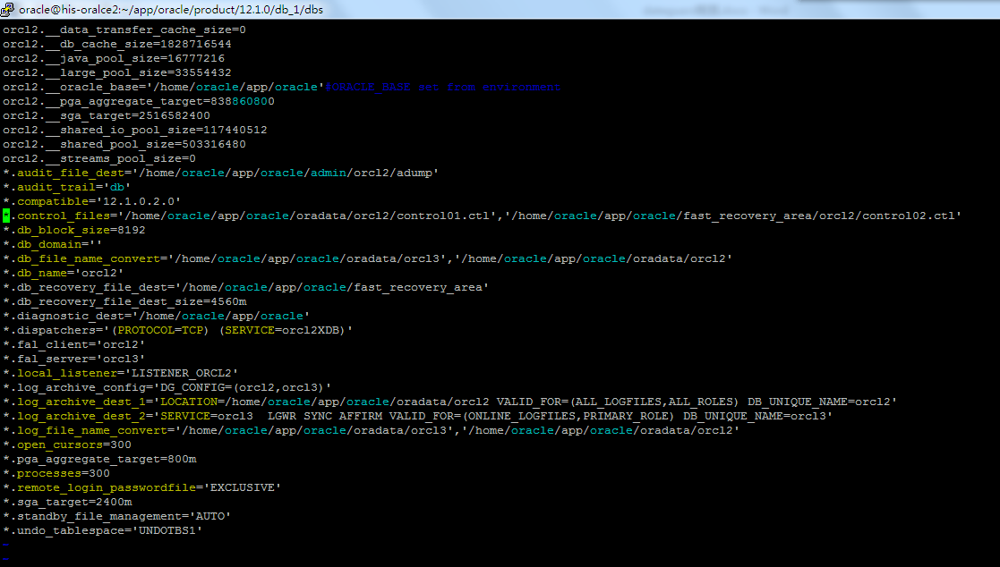 oracle@his-oralce2:~/app/oracle/product/12.1.0/db_1/dbs
orcl2.__data_transfer_cache_size=0
orcl2.__db_cache_size=1828716544
orcl2.__java_pool_size=16777216
orcl2.__large_pool_size=33554432
orcl2.__oracle_base='/home/oracle/app/oracle'#ORACLE_BASE set from environment
orcl2.__pga_aggregate_target=838860800
orcl2.__sga_target=2516582400
orcl2.__shared_io_pool_size=117440512
orcl2.__shared_pool_size=503316480
orcl2.__streams_pool_size=0
*.audit_file_dest='/home/oracle/app/oracle/admin/orcl2/adump'
*.audit_trail='db'
*.compatible='12.1.0.2.0'
*.control_files='/home/oracle/app/oracle/oradata/orcl2/control01.ctl','/home/oracle/app/oracle/fast_recovery_area/orcl2/control02.ctl'
*.db_block_size=8192
*.db_domain=''
*.db_file_name_convert='/home/oracle/app/oracle/oradata/orcl3','/home/oracle/app/oracle/oradata/orcl2'
*.db_name='orcl2'
*.db_recovery_file_dest='/home/oracle/app/oracle/fast_recovery_area'
*.db_recovery_file_dest_size=4560m
*.diagnostic_dest='/home/oracle/app/oracle'
*.dispatchers='(PROTOCOL=TCP) (SERVICE=orcl2XDB)'
*.fal_client='orcl2'
*.fal_server='orcl3'
*.local_listener='LISTENER_ORCL2'
*.log_archive_config='DG_CONFIG=(orcl2,orcl3)'
*.log_archive_dest_1='LOCATION=/home/oracle/app/oracle/oradata/orcl2 VALID_FOR=(ALL_LOGFILES,ALL_ROLES) DB_UNIQUE_NAME=orcl2'
*.log_archive_dest_2='SERVICE=orcl3  LGWR SYNC AFFIRM VALID_FOR=(ONLINE_LOGFILES,PRIMARY_ROLE) DB_UNIQUE_NAME=orcl3'
*.log_file_name_convert='/home/oracle/app/oracle/oradata/orcl3','/home/oracle/app/oracle/oradata/orcl2'
*.open_cursors=300
*.pga_aggregate_target=800m
*.processes=300
*.remote_login_passwordfile='EXCLUSIVE'
*.sga_target=2400m
*.standby_file_management='AUTO'
*.undo_tablespace='UNDOTBS1'
~
~